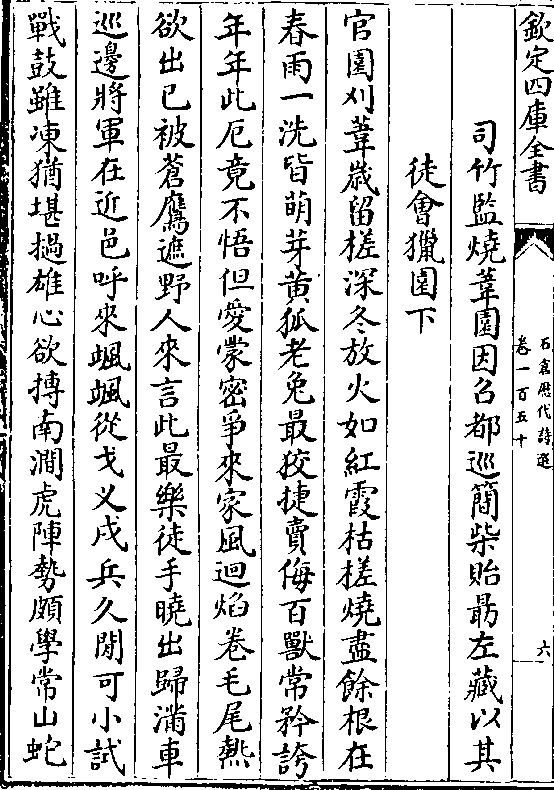 欽定四庫全書
石倉歷代詩選
卷一百五十
六
司竹監燒葦園因召都巡簡柴貽朂左藏以其
徒會獵園下
官園刈葦歲留槎深冬放火如紅霞枯槎燒盡餘根在
春雨一洗皆萌芽黄狐老兔最狡捷賣侮百獸常矜誇
年年此厄竟不悟但愛蒙密爭來家風迴焰卷毛尾熱
欲出已被蒼鷹遮野人來言此最樂徒手曉出歸滿車
巡邊將軍在近邑呼來颯颯從戈乂戍兵久閒可小試
戰鼓雖凍猶堪撾雄心欲搏南澗虎陣勢頗學常山蛇